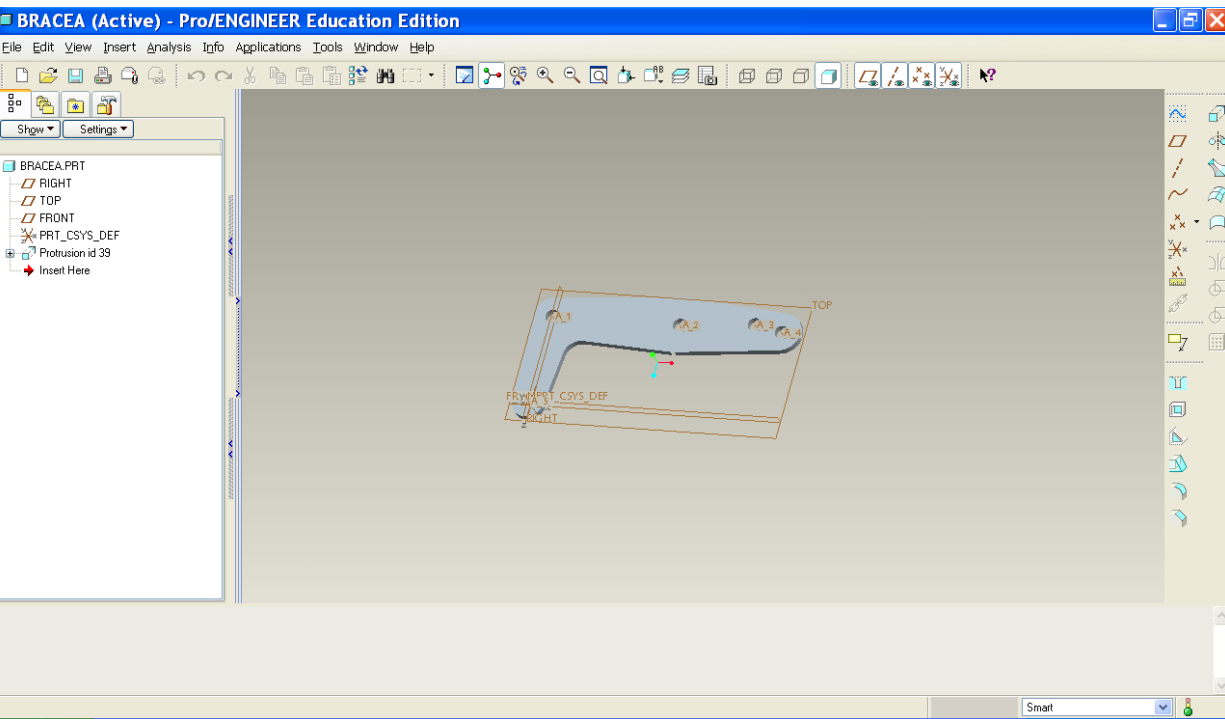 BRACEA (Active) - Pro/ENGINEER Education Edition
File Edit View Insert Analysis Info Applications Tools Window Help
Show Settings
BRACEA.PRT
RIGHT
TOP
FRONT
PRT_CSYS_DEF
Protrusion id 39
Insert Here
TOP
A_1 A_2 A_3 A_4
PRT_CSYS_DEF
RIGHT
Z
Smart